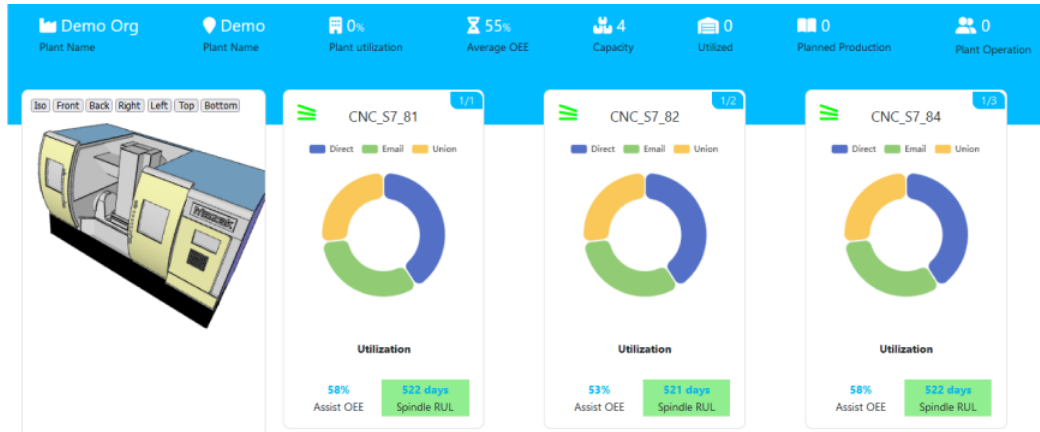 Demo Org
Plant Name
Demo
Plant Name
0%
Plant utilization
55%
Average OEE
4
Capacity
0
Utilized
0
Planned Production
0
Plant Operation
Iso Front Back Right Left Top Bottom
Mazak
1/1
CNC_S7_81
Direct Email Union
Utilization
58%
Assist OEE
522 days
Spindle RUL
1/2
CNC_S7_82
Direct Email Union
Utilization
53%
Assist OEE
521 days
Spindle RUL
1/3
CNC_S7_84
Direct Email Union
Utilization
58%
Assist OEE
522 days
Spindle RUL